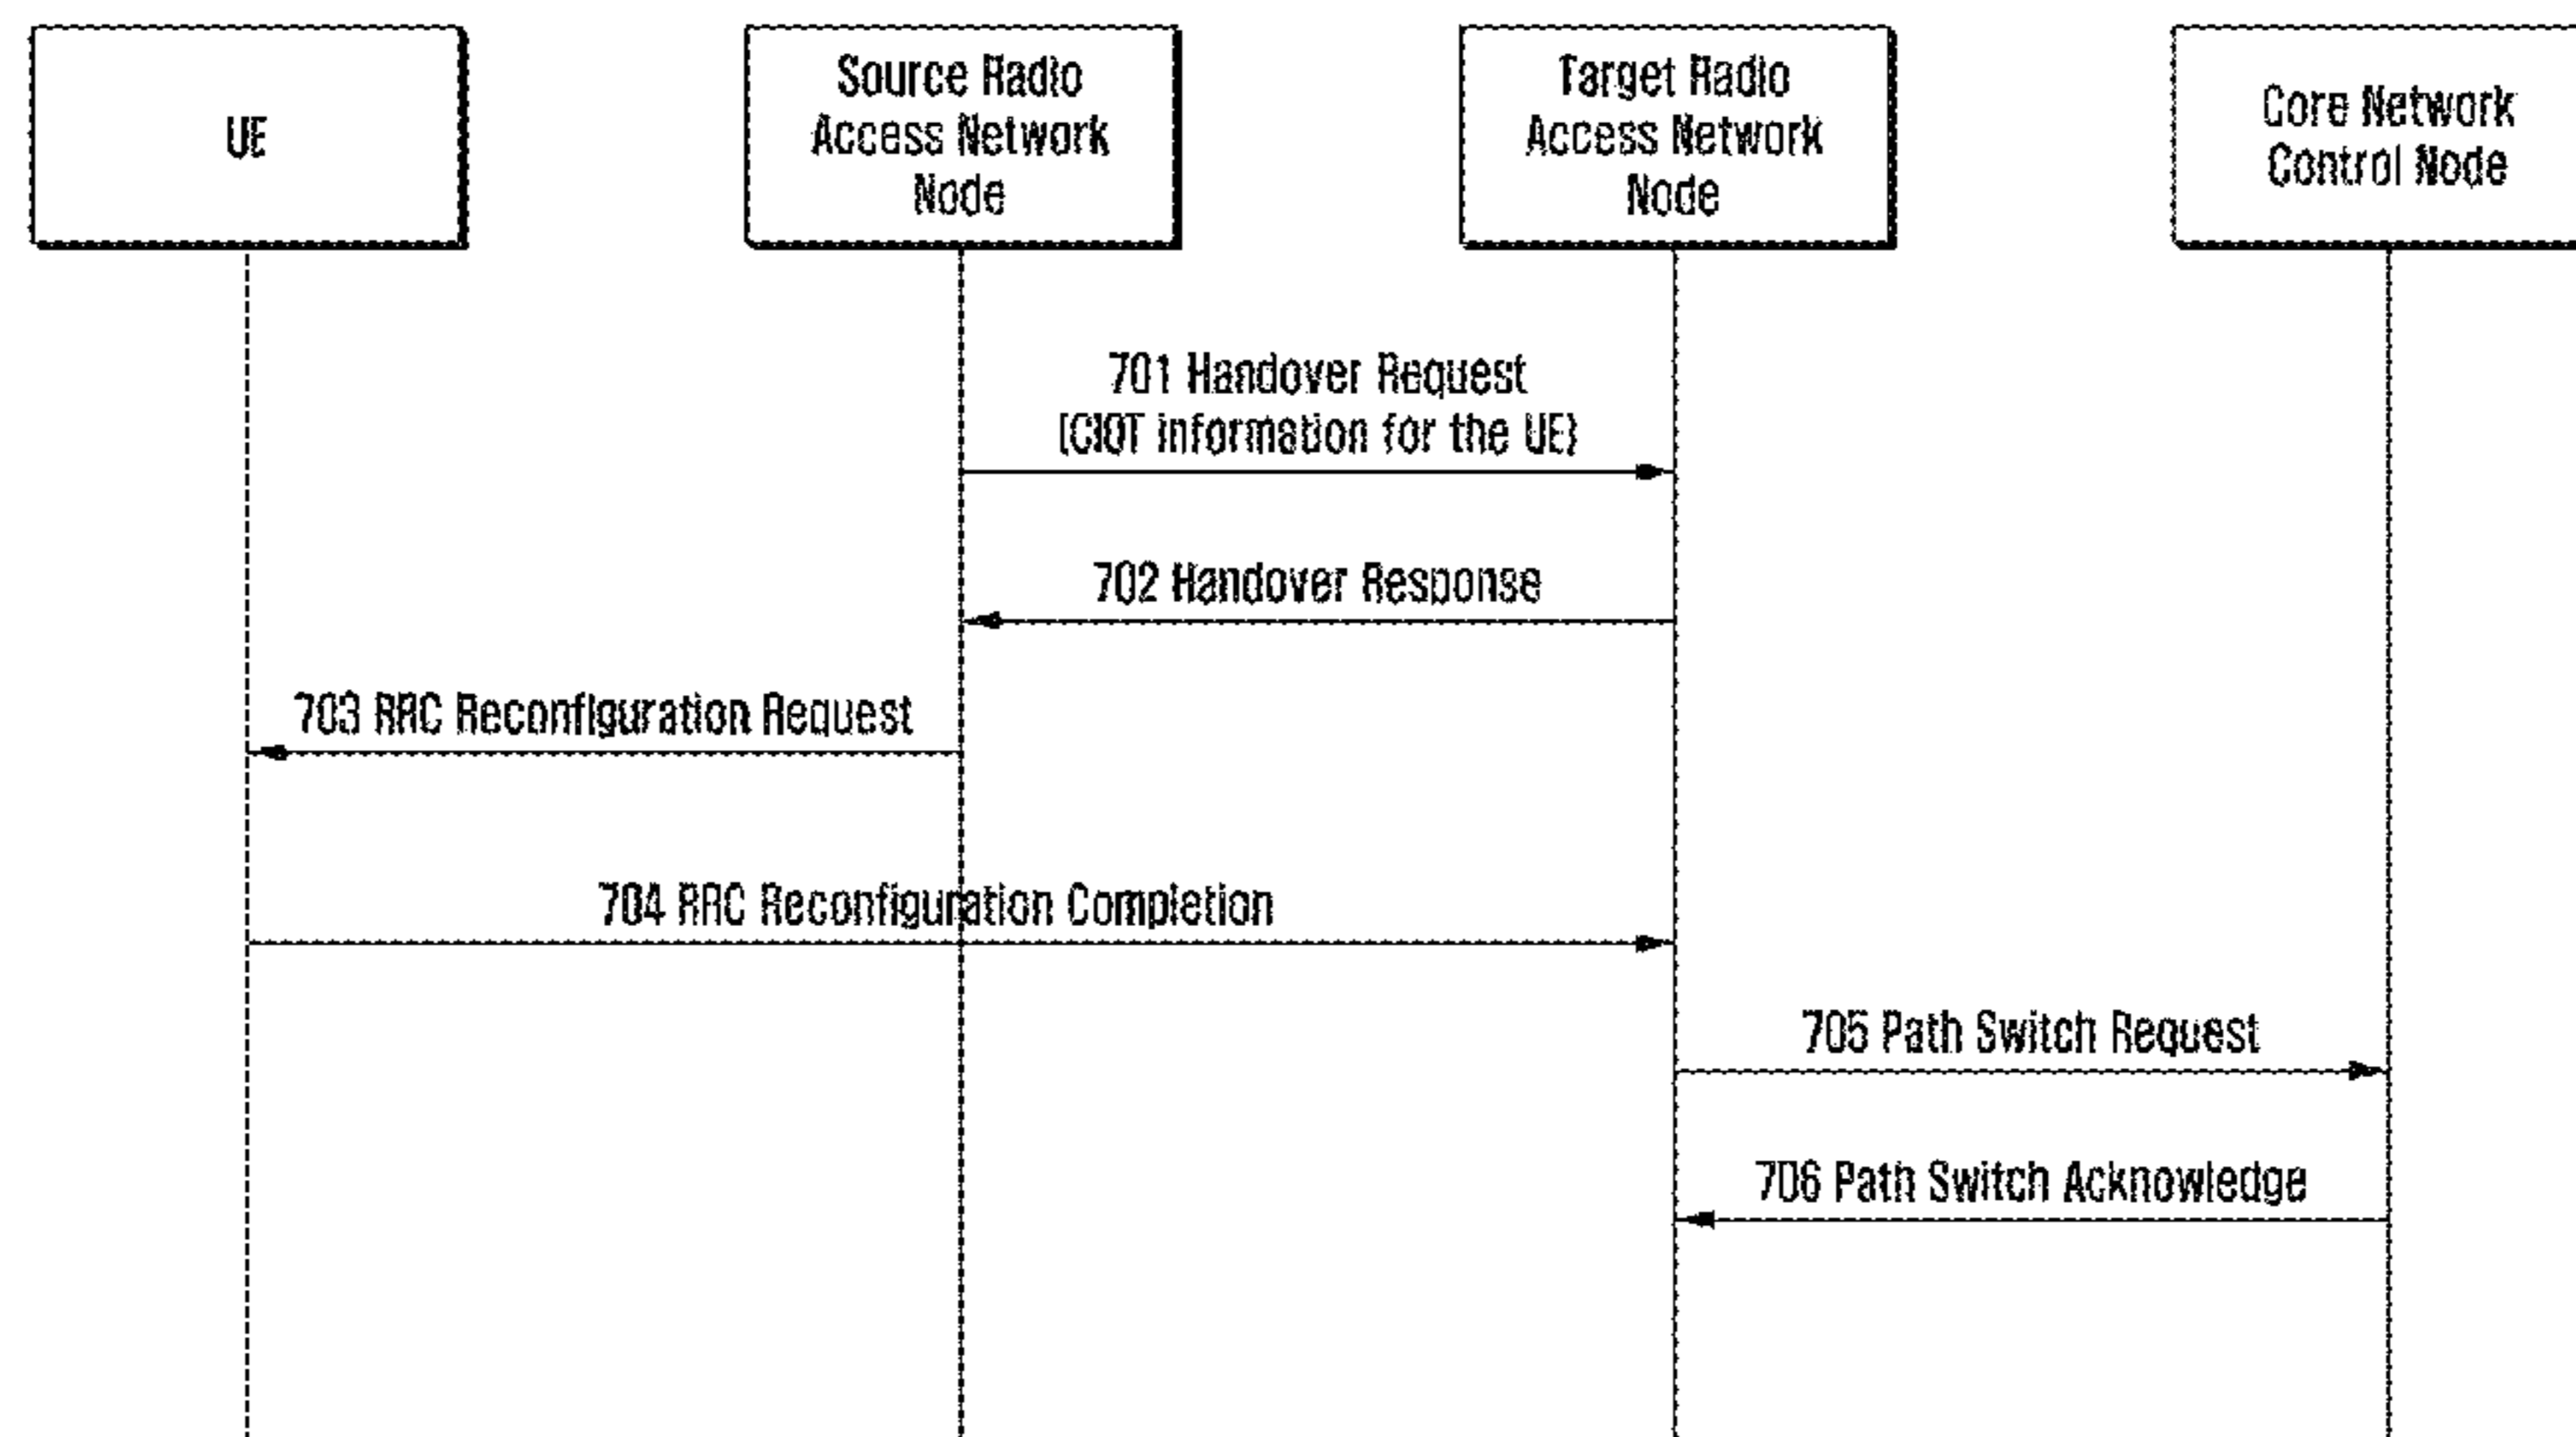 UE
Source Radio
Access Network
Node
Target Radio
Access Network
Node
Core Network
Control Node
701 Handover Request
(CIOT information for the UE)
702 Handover Response
703 RRC Reconfiguration Request
704 RRC Reconfiguration Completion
705 Path Switch Request
706 Path Switch Acknowledge